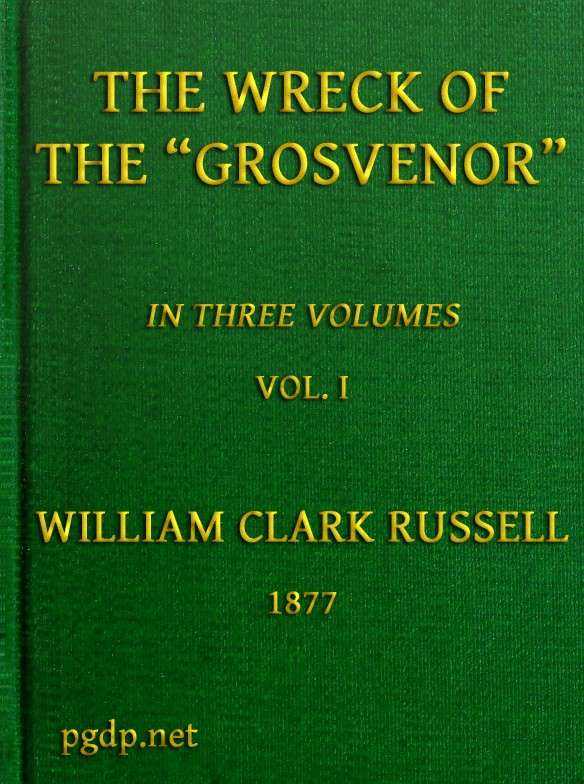 THE WRECK OF
THE “GROSVENOR”
IN THREE VOLUMES
VOL. I
WILLIAM CLARK RUSSELL
1877
pgdp.net